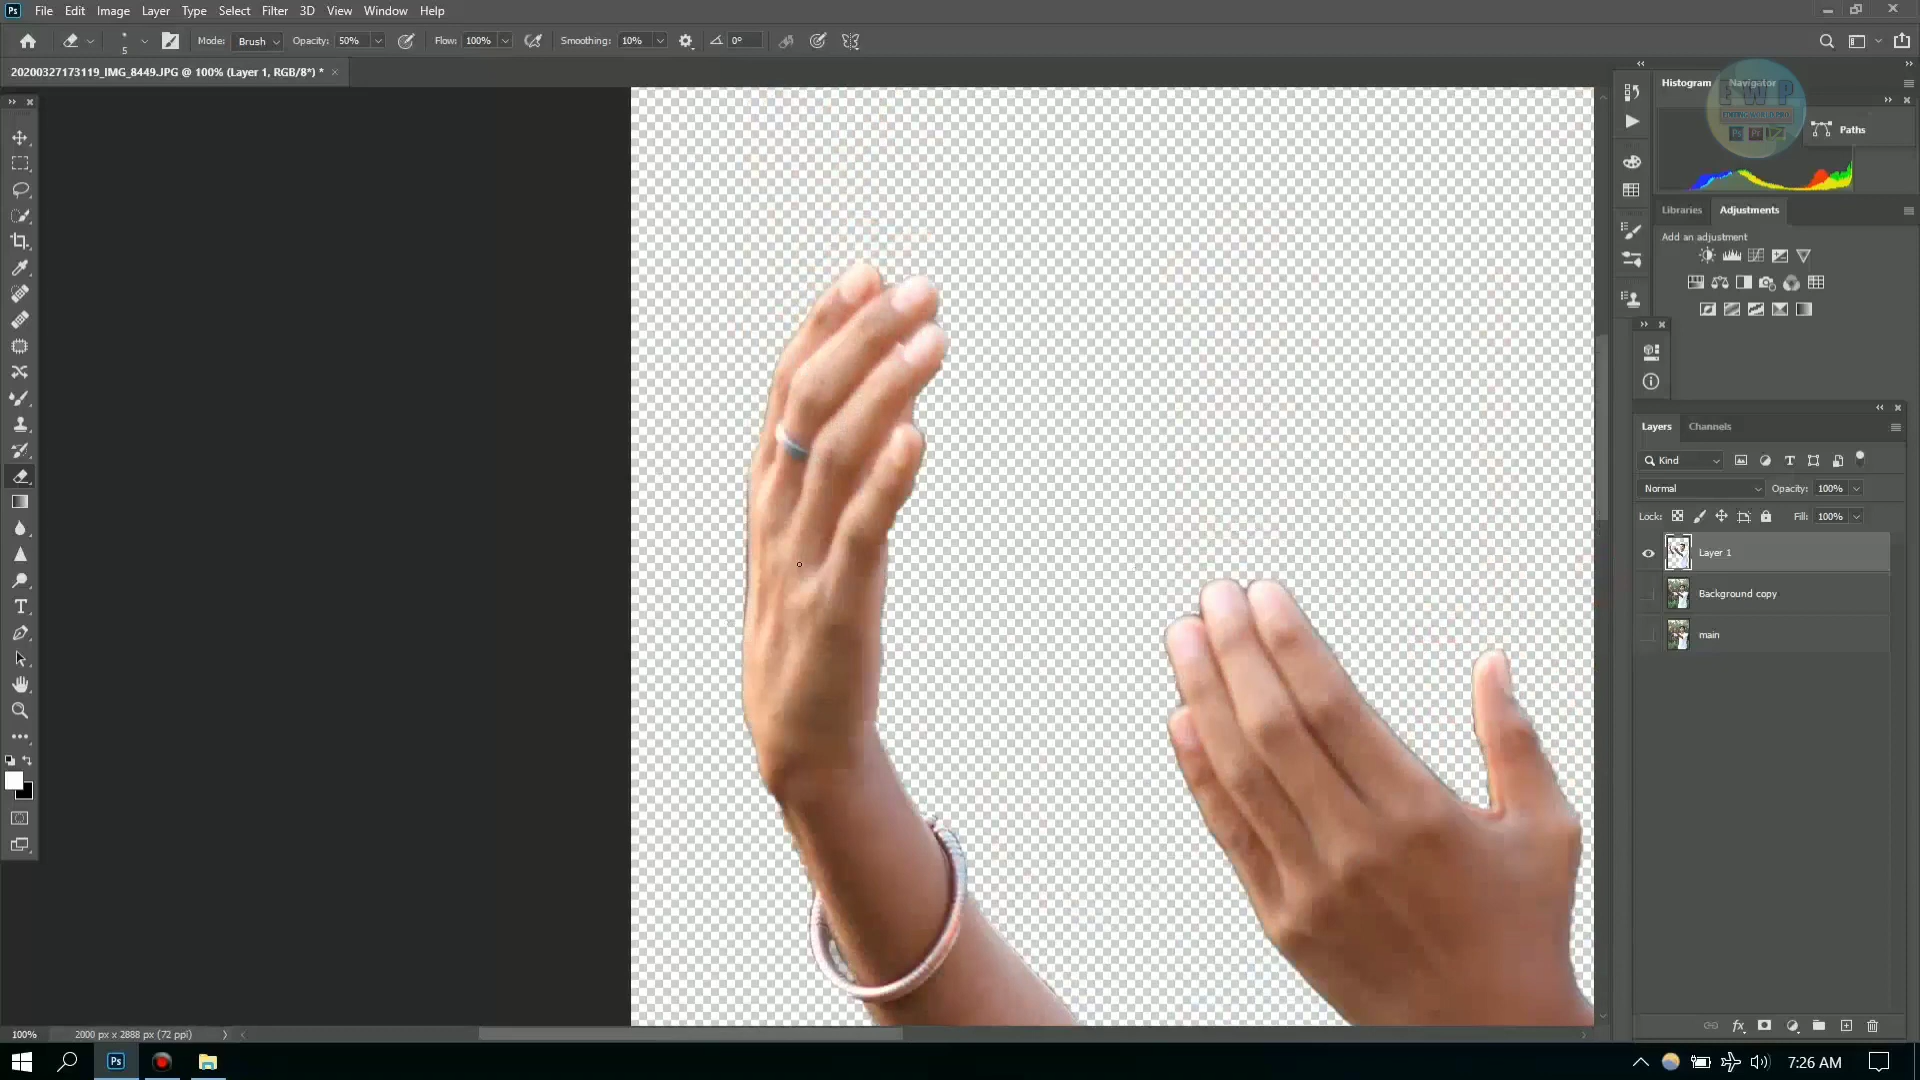 Ps File Edit Image Layer Type Select Filter 3D View Window Help
5 Mode: Brush Opacity: 50% Flow: 100% Smoothing: 10% 0°
20200327173119_IMG_8449.JPG @ 100% (Layer 1, RGB/8*) *
Histogram Navigator
Paths
Libraries Adjustments
Add an adjustment
Layers Channels
Kind
Normal Opacity: 100%
Lock: Fill: 100%
Layer 1
Background copy
main
100% 2000 px x 2888 px (72 ppi)
Ps 7:26 AM